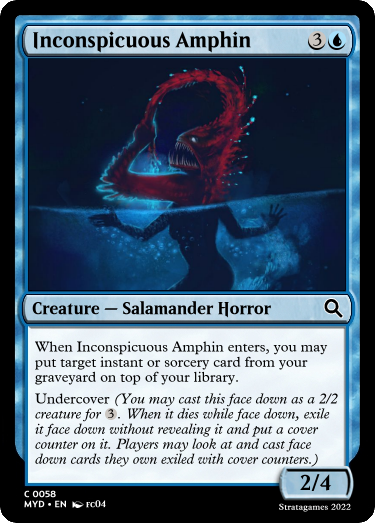 Inconspicuous Amphin 3
Creature — Salamander Horror
When Inconspicuous Amphin enters, you may
put target instant or sorcery card from your
graveyard on top of your library.
Undercover (You may cast this face down as a 2/2
creature for 3. When it dies while face down, exile
it face down without revealing it and put a cover
counter on it. Players may look at and cast face
down cards they own exiled with cover counters.)
2/4
C 0058
MYD • EN FC04
Stratagames 2022